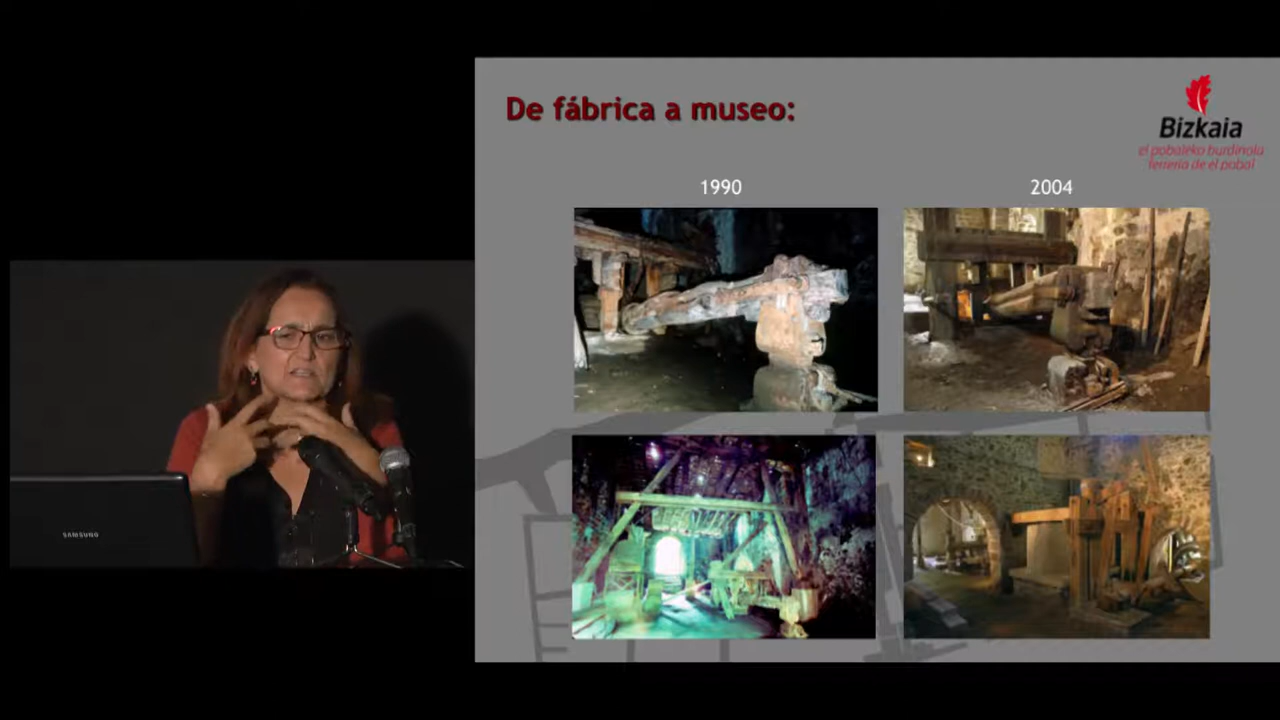 De fábrica a museo:
Bizkaia
el pobaleko burdinola
ferrería de el pobal
1990
2004
SAMSUNG